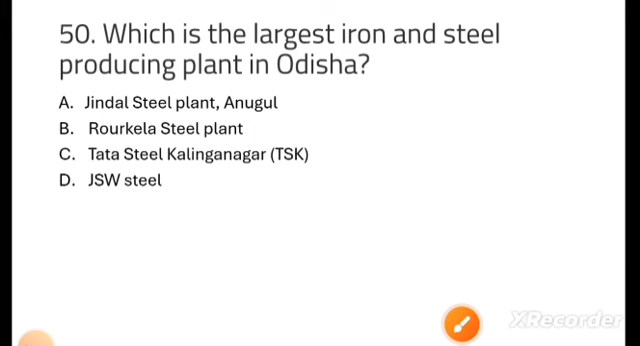 50. Which is the largest iron and steel
producing plant in Odisha?
A. Jindal Steel plant, Anugul
B. Rourkela Steel plant
C. Tata Steel Kalinganagar (TSK)
D. JSW steel
XRecorder